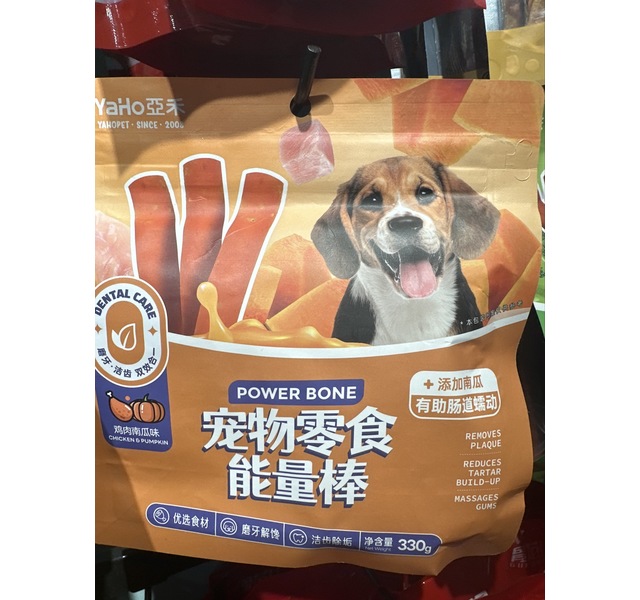 YaHo亞禾
YAHOPET · SINCE · 200
DENTAL CARE
磨牙·洁齿 双效合一
鸡肉南瓜味
CHICKEN & PUMPKIN
POWER BONE
宠物零食
能量棒
+ 添加南瓜
有助肠道蠕动
REMOVES
PLAQUE
REDUCES
TARTAR
BUILD-UP
MASSAGES
GUMS
优选食材
磨牙解馋
洁齿除垢
净含量
Net Weight
330g